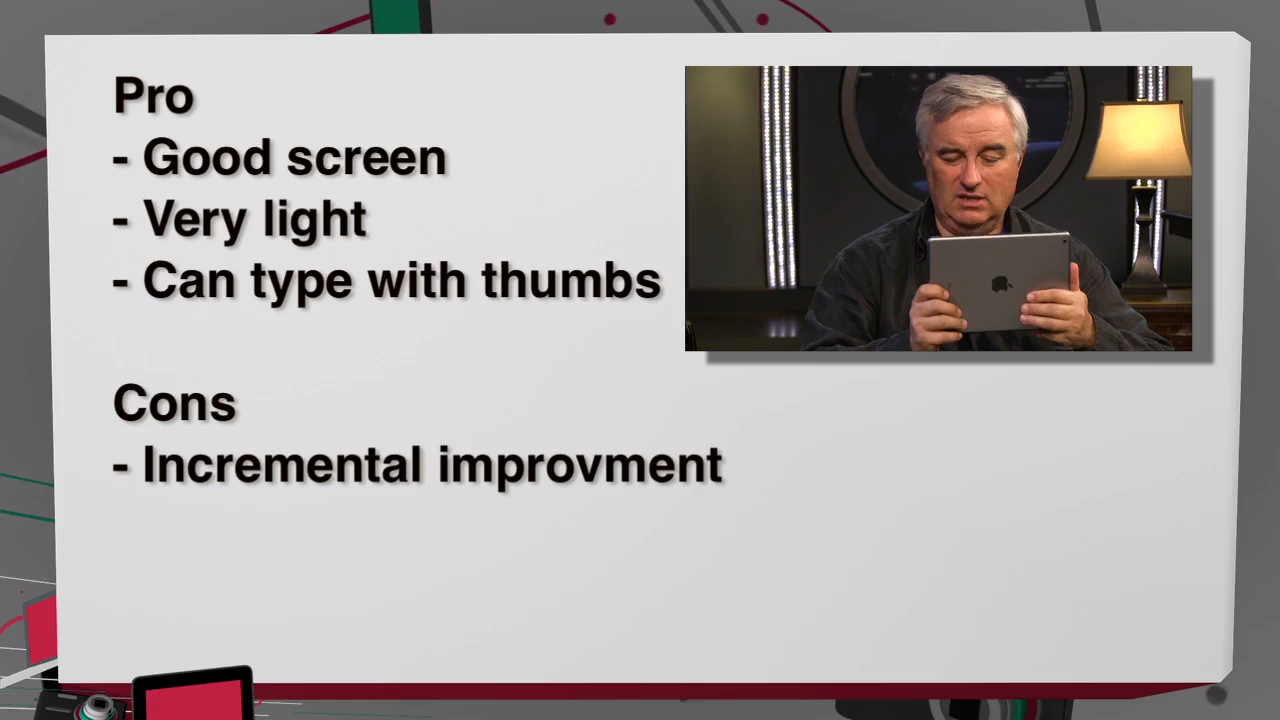 Pro
- Good screen
- Very light
- Can type with thumbs
Cons
- Incremental improvment